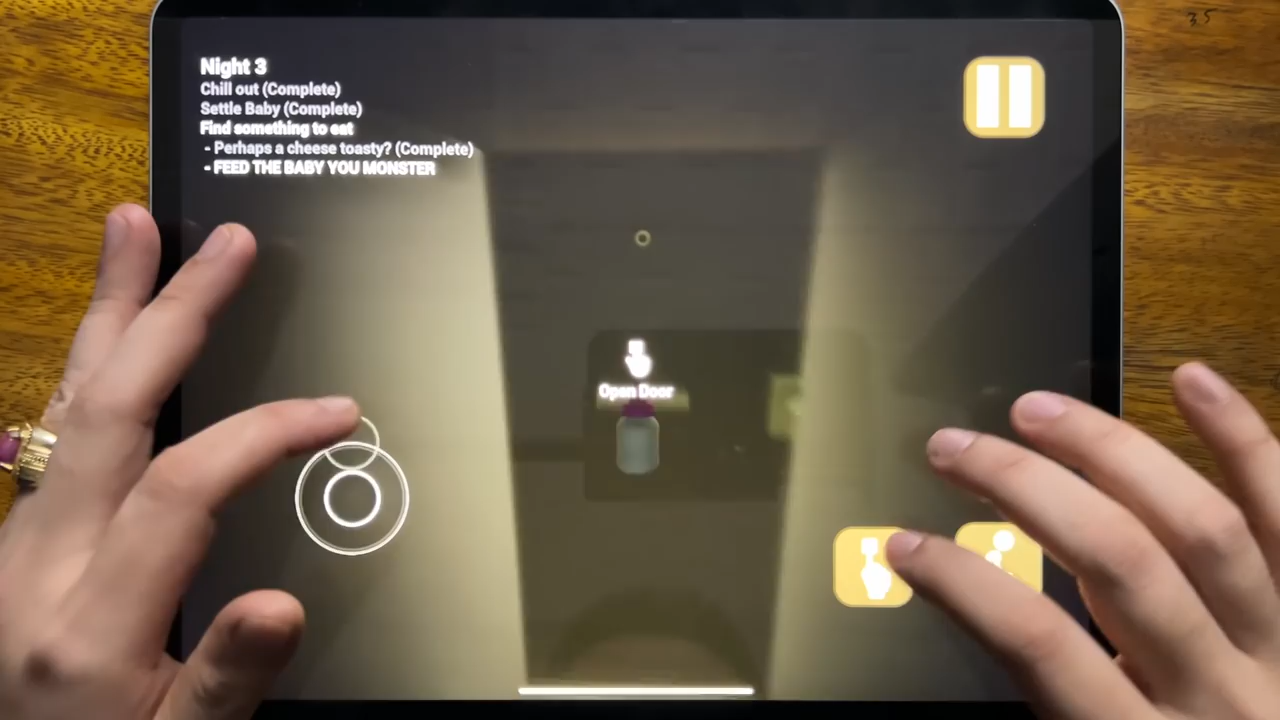 35
Night 3
Chill out (Complete)
Settle Baby (Complete)
Find something to eat
- Perhaps a cheese toasty? (Complete)
- FEED THE BABY YOU MONSTER
Open Door